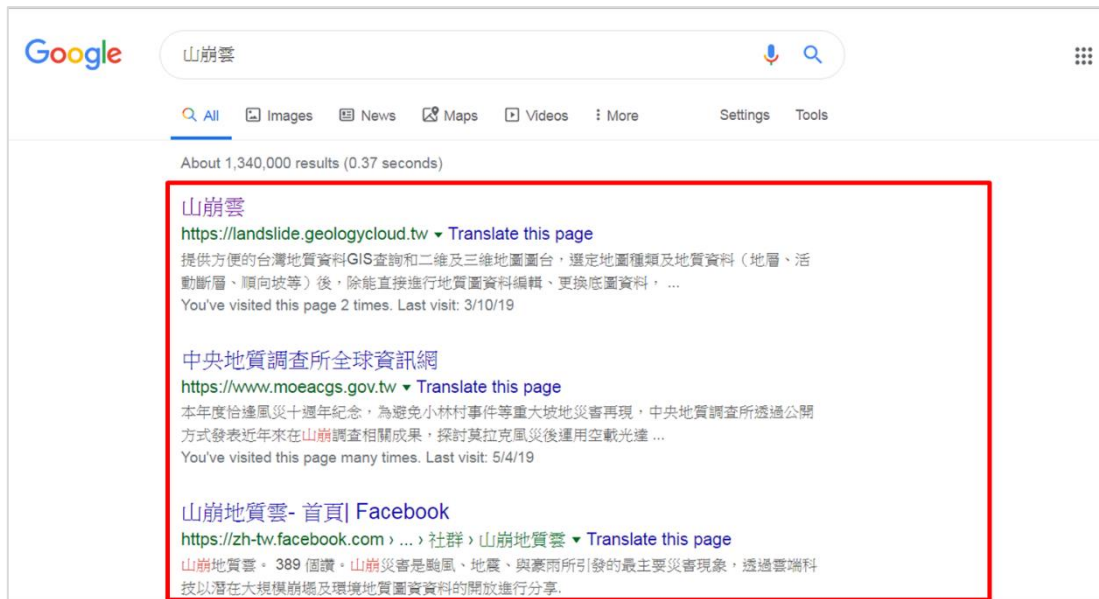 Google
山崩雲
All Images News Maps Videos More Settings Tools
About 1,340,000 results (0.37 seconds)
山崩雲
https://landslide.geologycloud.tw ▾ Translate this page
提供方便的台灣地質資料GIS查詢和二維及三維地圖圖台，選定地圖種類及地質資料（地層、活
動斷層、順向坡等）後，除能直接進行地質圖資料編輯、更換底圖資料， ...
You've visited this page 2 times. Last visit: 3/10/19
中央地質調查所全球資訊網
https://www.moeacgs.gov.tw ▾ Translate this page
本年度恰逢風災十週年紀念，為避免小林村事件等重大坡地災害再現，中央地質調查所透過公開
方式發表近年來在山崩調查相關成果，探討莫拉克風災後運用空載光達 ...
You've visited this page many times. Last visit: 5/4/19
山崩地質雲- 首頁| Facebook
https://zh-tw.facebook.com › ... › 社群 › 山崩地質雲 ▾ Translate this page
山崩地質雲。 389 個讚。山崩災害是颱風、地震、與豪雨所引發的最主要災害現象，透過雲端科
技以潛在大規模崩塌及環境地質圖資資料的開放進行分享.